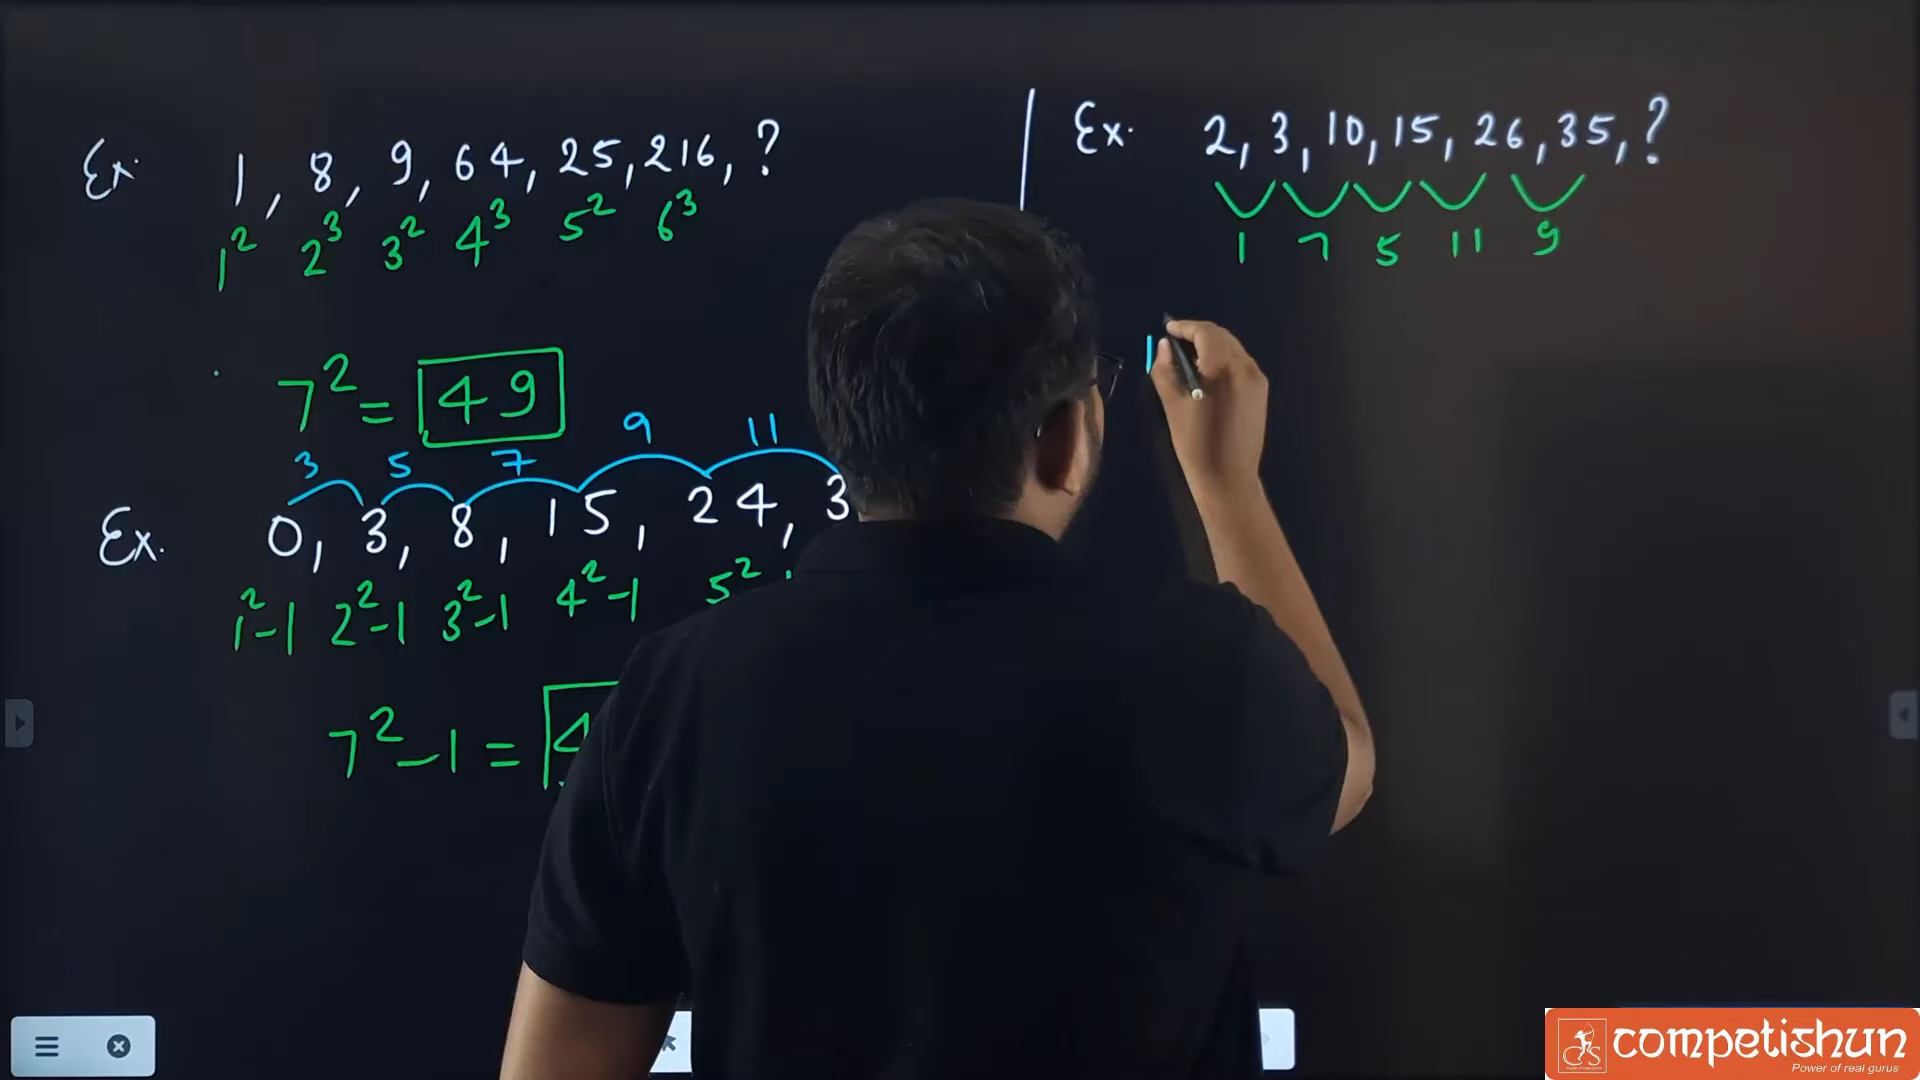 Ex. 1, 8, 9, 64, 25, 216, ?
1² 2³ 3² 4³ 5² 6³
7² = 49
3 5 7 9 11
Ex. 0, 3, 8, 15, 24, 3
1²-1 2²-1 3²-1 4²-1 5²
7²-1 = 4
Ex. 2, 3, 10, 15, 26, 35, ?
1 7 5 11 9
1
competishun
Power of real gurus